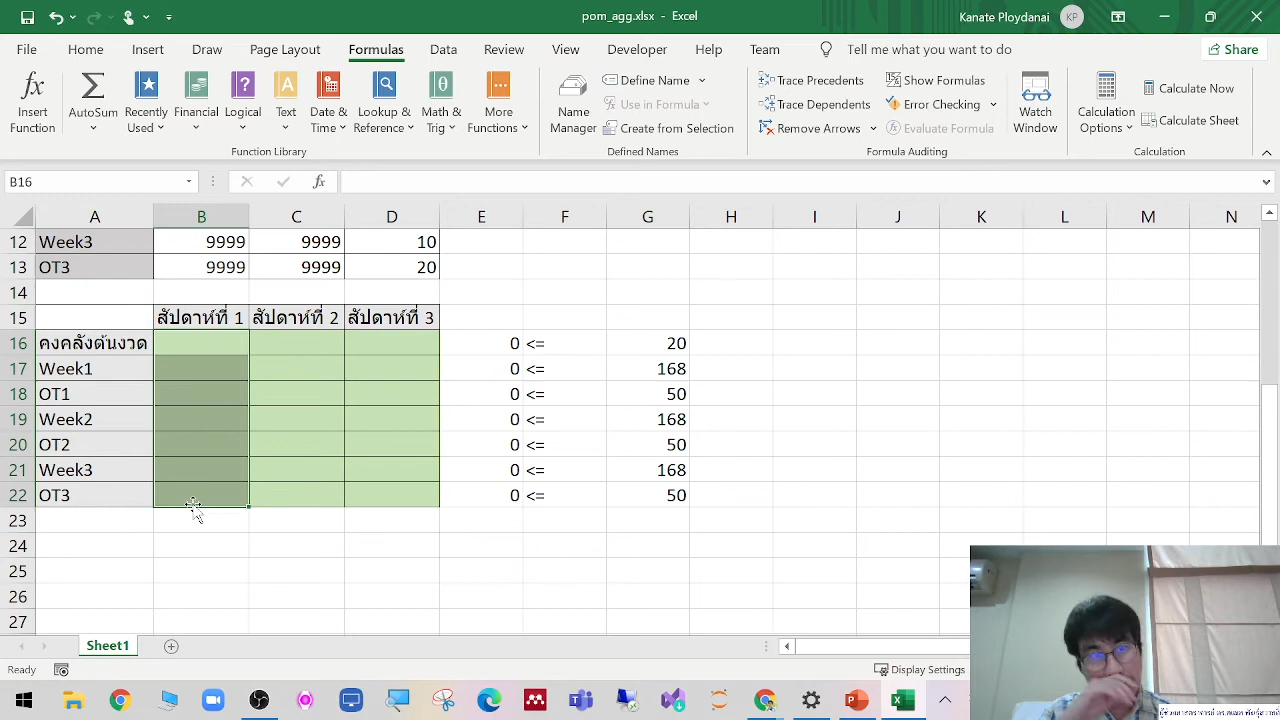 pom_agg.xlsx - Excel
Kanate Ploydanai KP
File Home Insert Draw Page Layout Formulas Data Review View Developer Help Team Tell me what you want to do Share
Insert Function
AutoSum
Recently Used
Financial
Logical
Text
Date & Time
Lookup & Reference
Math & Trig
More Functions
Function Library
Name Manager
Define Name
Use in Formula
Create from Selection
Defined Names
Trace Precedents
Trace Dependents
Remove Arrows
Show Formulas
Error Checking
Evaluate Formula
Formula Auditing
Watch Window
Calculation Options
Calculate Now
Calculate Sheet
Calculation
B16
A B C D E F G H I J K L M N
12 Week3 9999 9999 10
13 OT3 9999 9999 20
14
15 สัปดาห์ที่ 1 สัปดาห์ที่ 2 สัปดาห์ที่ 3
16 คงคลังต้นงวด 0 <= 20
17 Week1 0 <= 168
18 OT1 0 <= 50
19 Week2 0 <= 168
20 OT2 0 <= 50
21 Week3 0 <= 168
22 OT3 0 <= 50
23
24
25
26
27
Sheet1
Ready
Display Settings